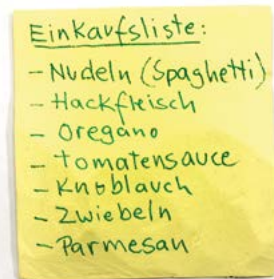 Einkaufsliste:
- Nudeln (Spaghetti)
- Hackfleisch
- Oregano
- Tomatensauce
- Knoblauch
- Zwiebeln
- Parmesan